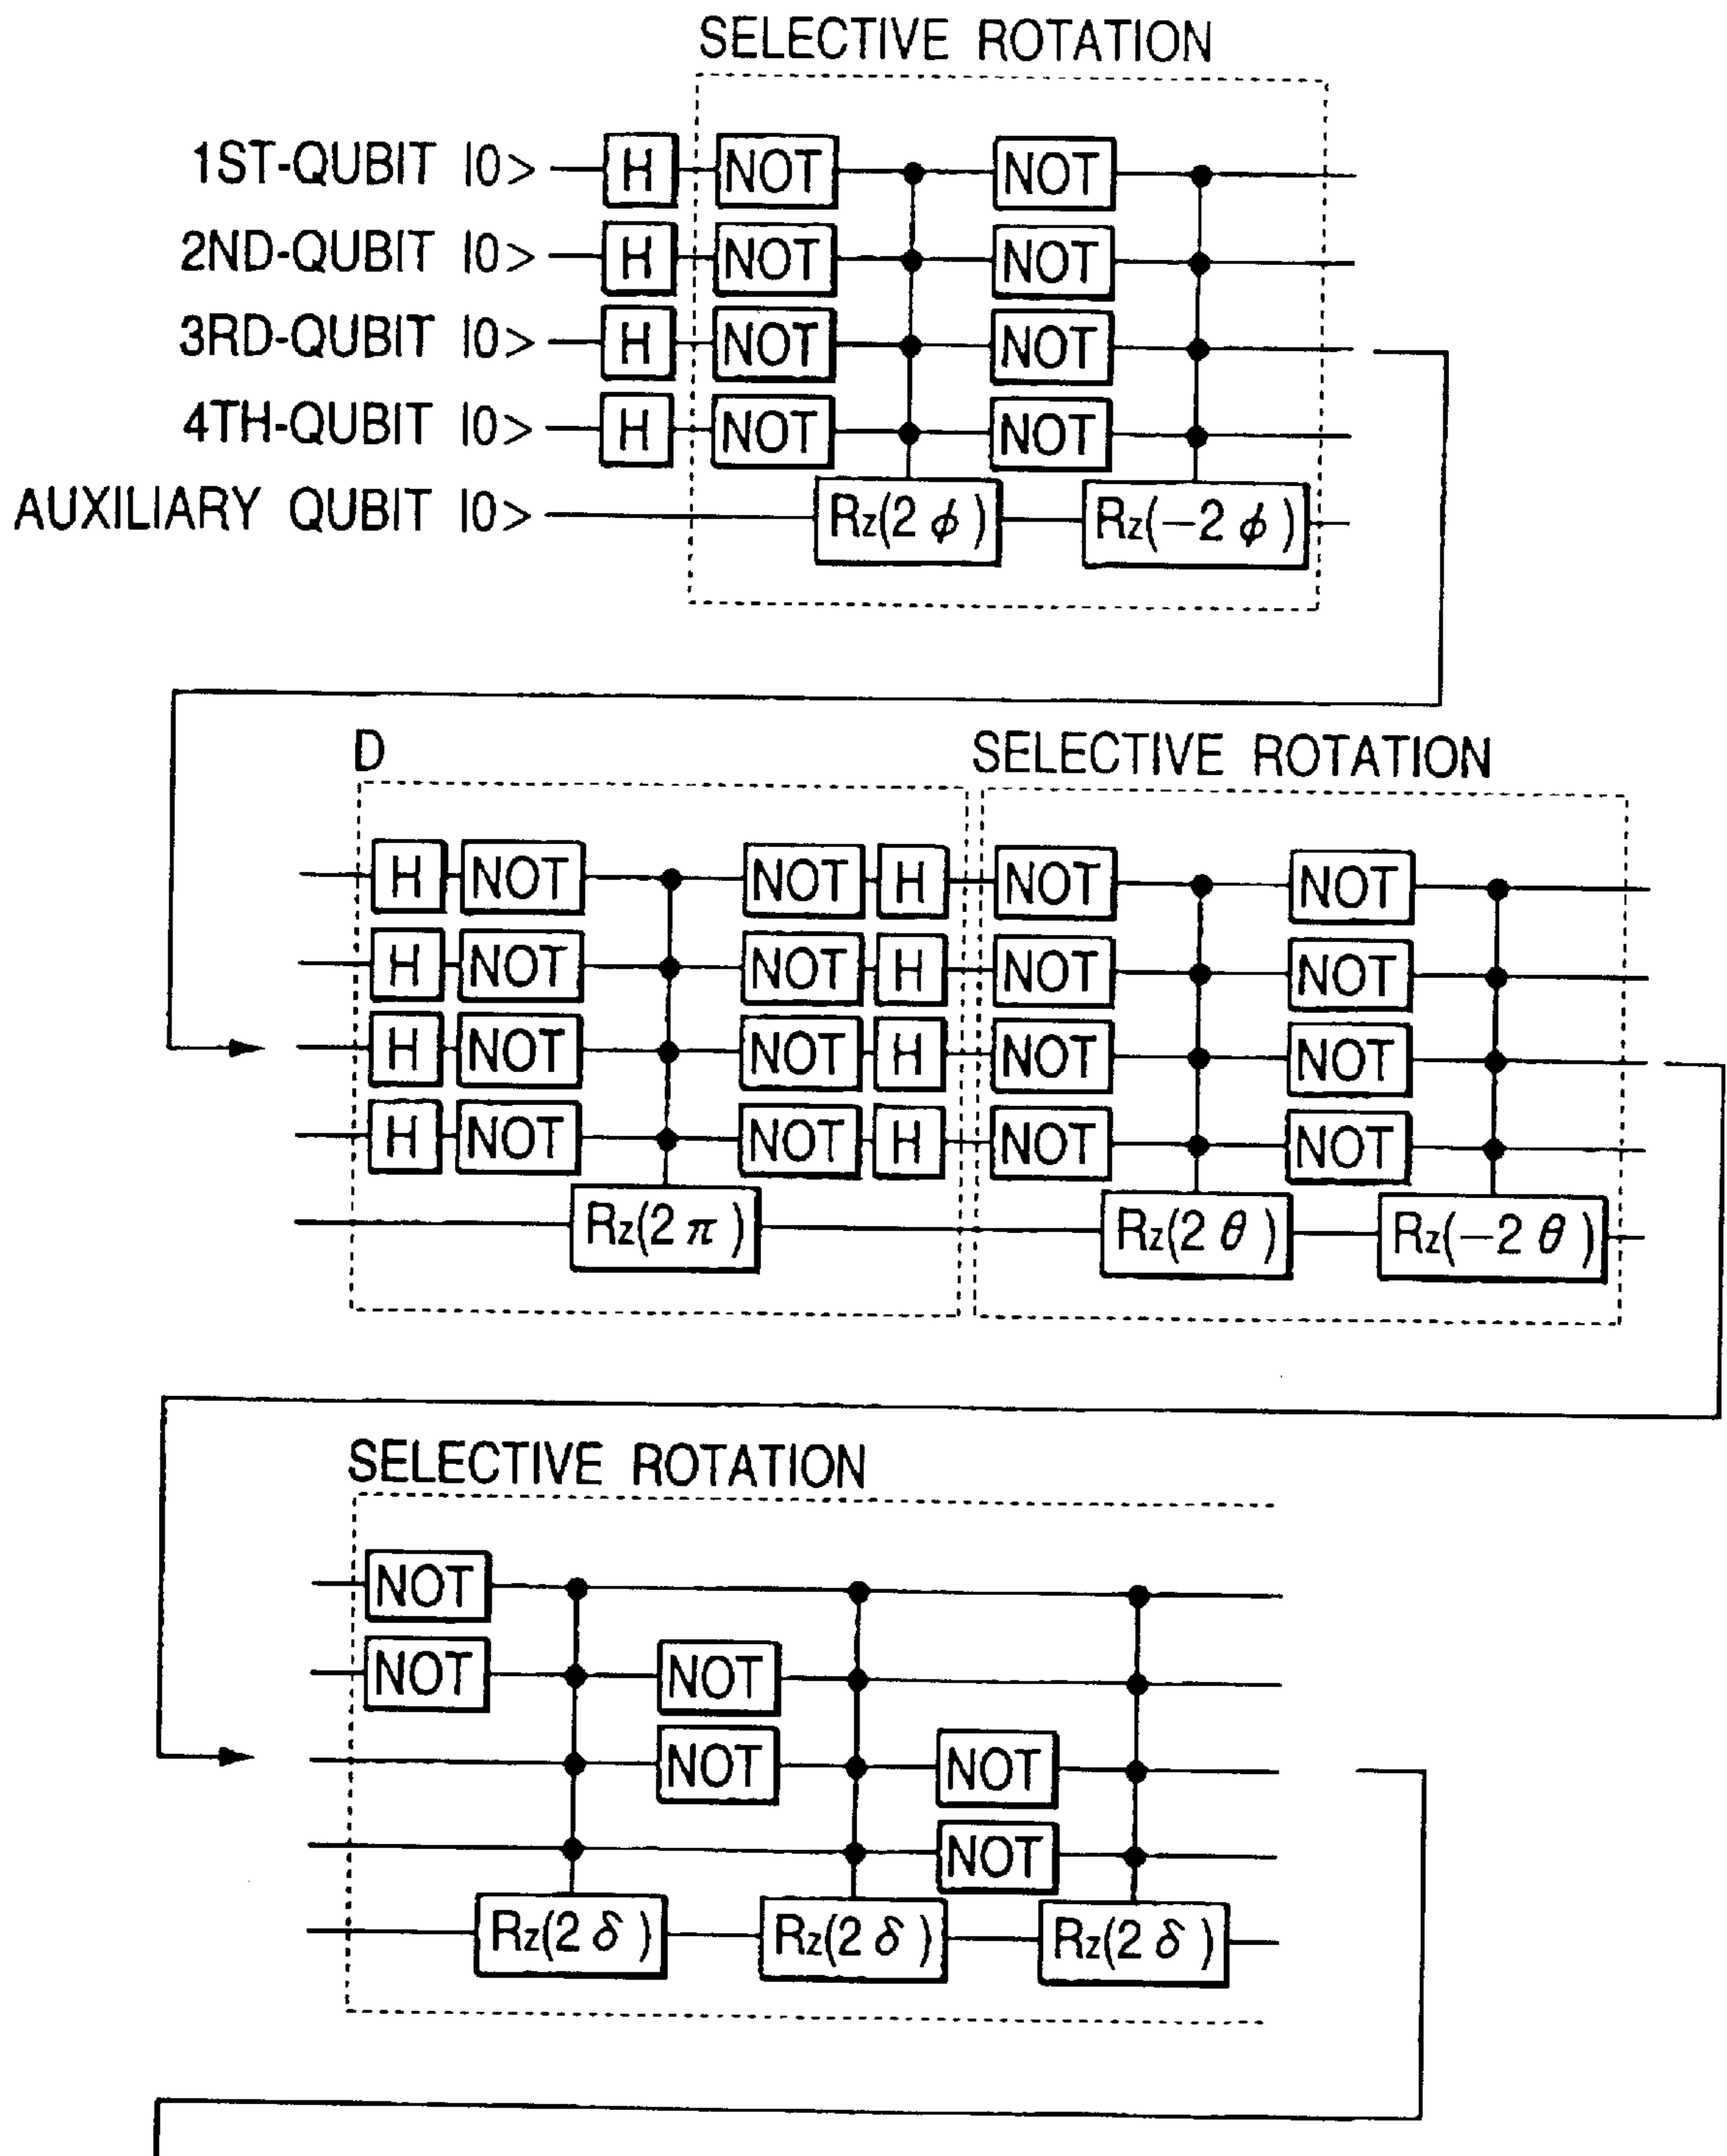 SELECTIVE ROTATION
1ST-QUBIT |0> H NOT NOT
2ND-QUBIT |0> H NOT NOT
3RD-QUBIT |0> H NOT NOT
4TH-QUBIT |0> H NOT NOT
AUXILIARY QUBIT |0> Rz(2 φ) Rz(−2 φ)
D SELECTIVE ROTATION
H NOT NOT H NOT NOT
H NOT NOT H NOT NOT
H NOT NOT H NOT NOT
H NOT NOT H NOT NOT
Rz(2 π) Rz(2 θ) Rz(−2 θ)
SELECTIVE ROTATION
NOT
NOT NOT
NOT NOT
NOT
Rz(2 δ) Rz(2 δ) Rz(2 δ)